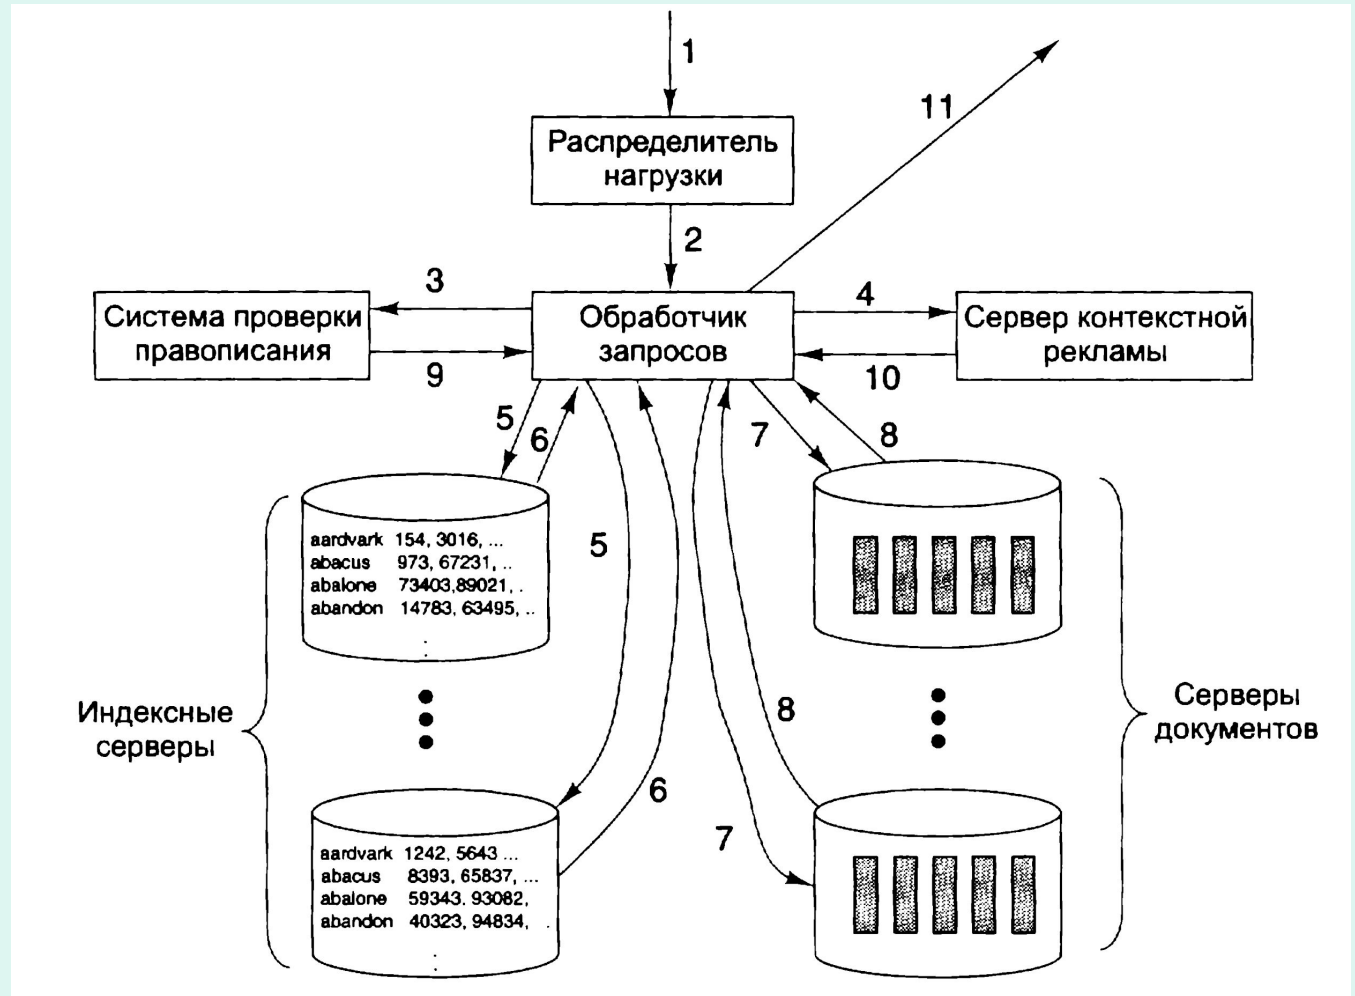 1
11
Распределитель
нагрузки
2
3
4
Система проверки
правописания
Обработчик
запросов
Сервер контекстной
рекламы
9
10
5
6
7
8
aardvark 154, 3016, ...
abacus 973, 67231, ..
abalone 73403,89021, .
abandon 14783, 63495, ..
5
Индексные
серверы
8
Серверы
документов
6
7
aardvark 1242, 5643 ...
abacus 8393, 65837, ...
abalone 59343. 93082,
abandon 40323, 94834, .